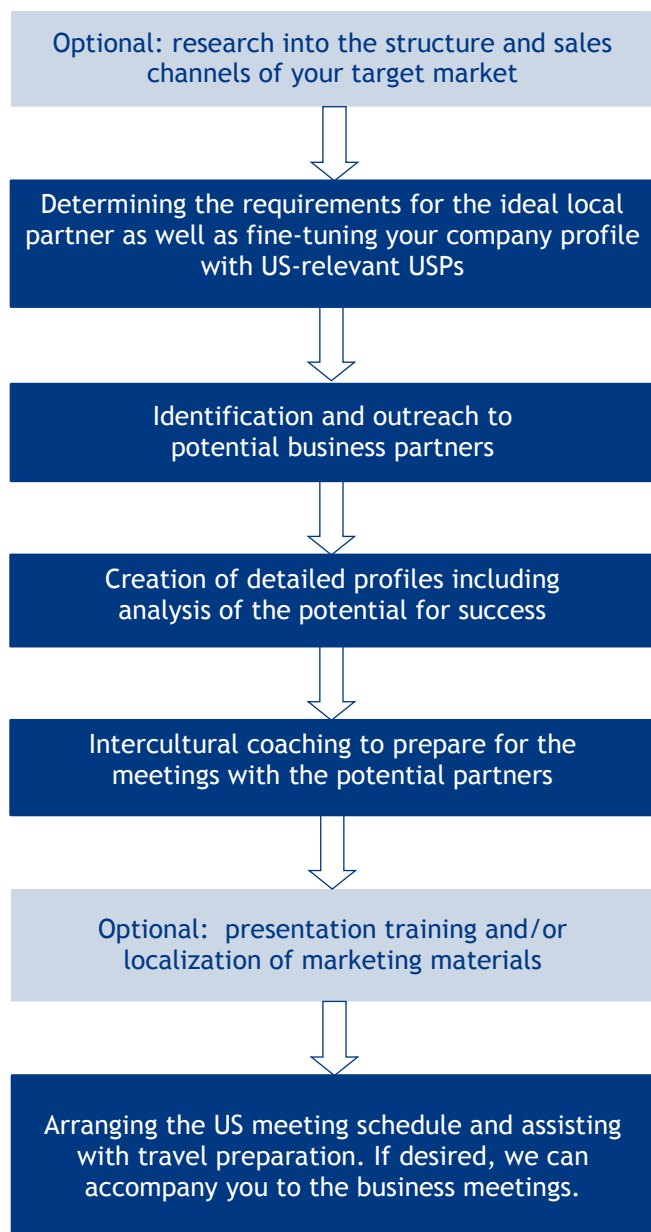 Optional: research into the structure and sales
channels of your target market
Determining the requirements for the ideal local
partner as well as fine-tuning your company profile
with US-relevant USPs
Identification and outreach to
potential business partners
Creation of detailed profiles including
analysis of the potential for success
Intercultural coaching to prepare for the
meetings with the potential partners
Optional:  presentation training and/or
localization of marketing materials
Arranging the US meeting schedule and assisting
with travel preparation. If desired, we can
accompany you to the business meetings.